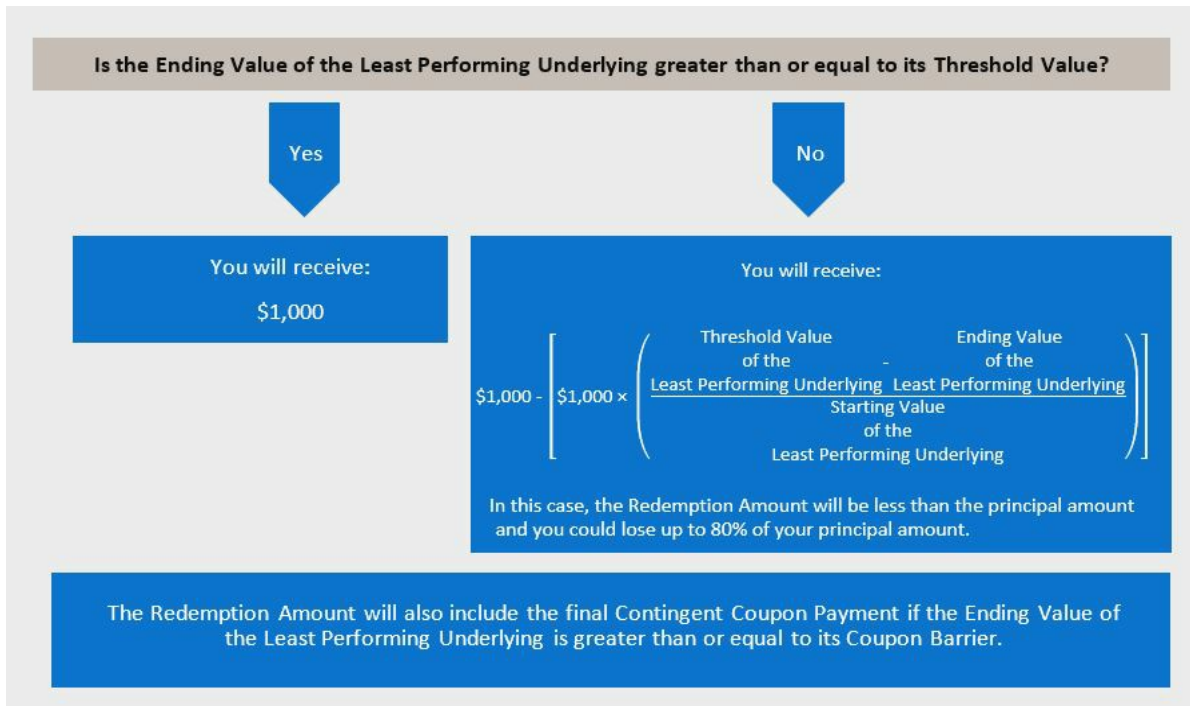 Is the Ending Value of the Least Performing Underlying greater than or equal to its Threshold Value?
Yes
No
You will receive:
$1,000
You will receive:
Threshold Value Ending Value
of the - of the
Least Performing Underlying Least Performing Underlying
$1,000 - [$1,000 × ( )]
Starting Value
of the
Least Performing Underlying
In this case, the Redemption Amount will be less than the principal amount
and you could lose up to 80% of your principal amount.
The Redemption Amount will also include the final Contingent Coupon Payment if the Ending Value of
the Least Performing Underlying is greater than or equal to its Coupon Barrier.